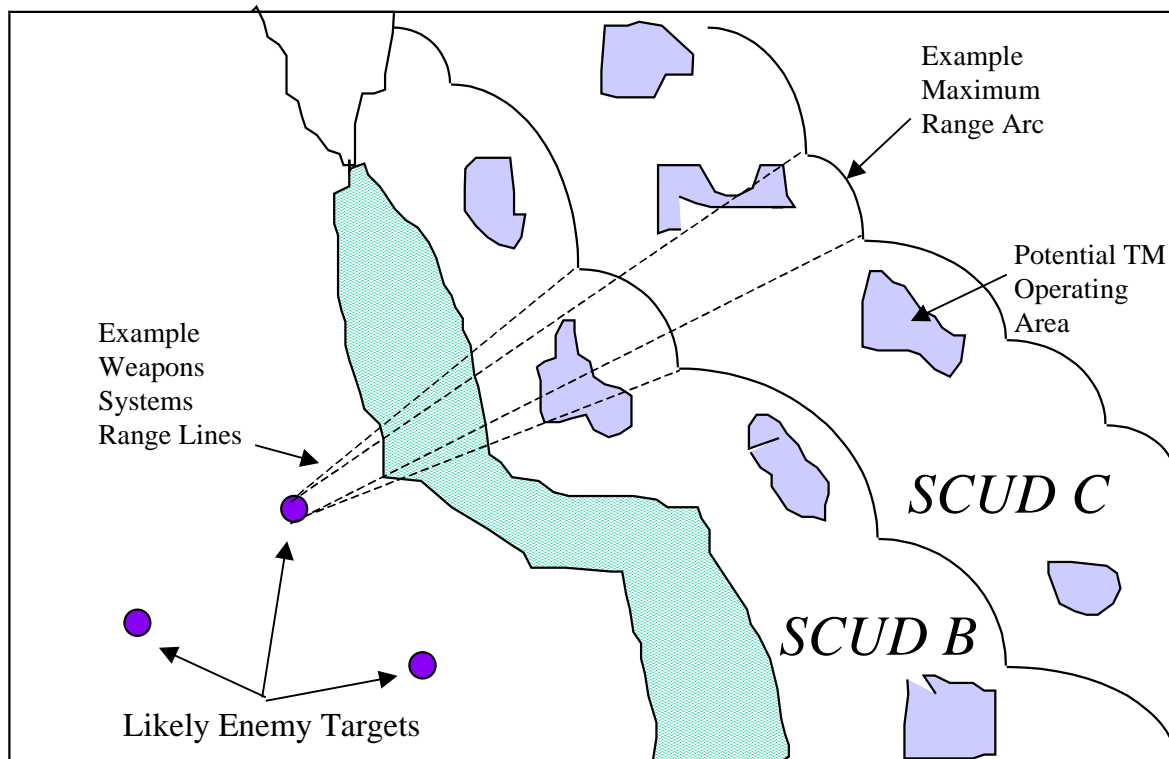 Example
Maximum
Range Arc
Potential TM
Operating
Area
Example
Weapons
Systems
Range Lines
SCUD C
SCUD B
Likely Enemy Targets